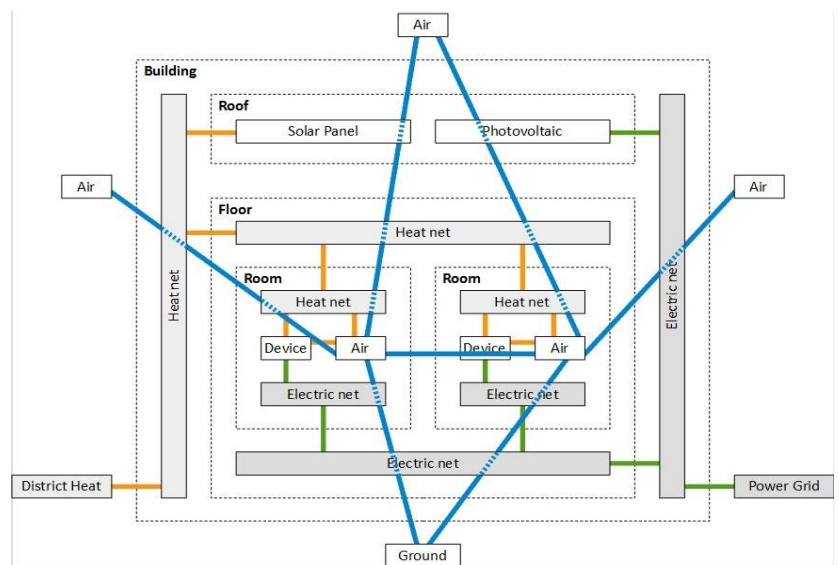 Air
Building
Roof
Solar Panel
Photovoltaic
Air
Air
Floor
Heat net
Heat net
Electric net
Room
Room
Heat net
Heat net
Device
Air
Device
Air
Electric net
Electric net
Electric net
District Heat
Power Grid
Ground